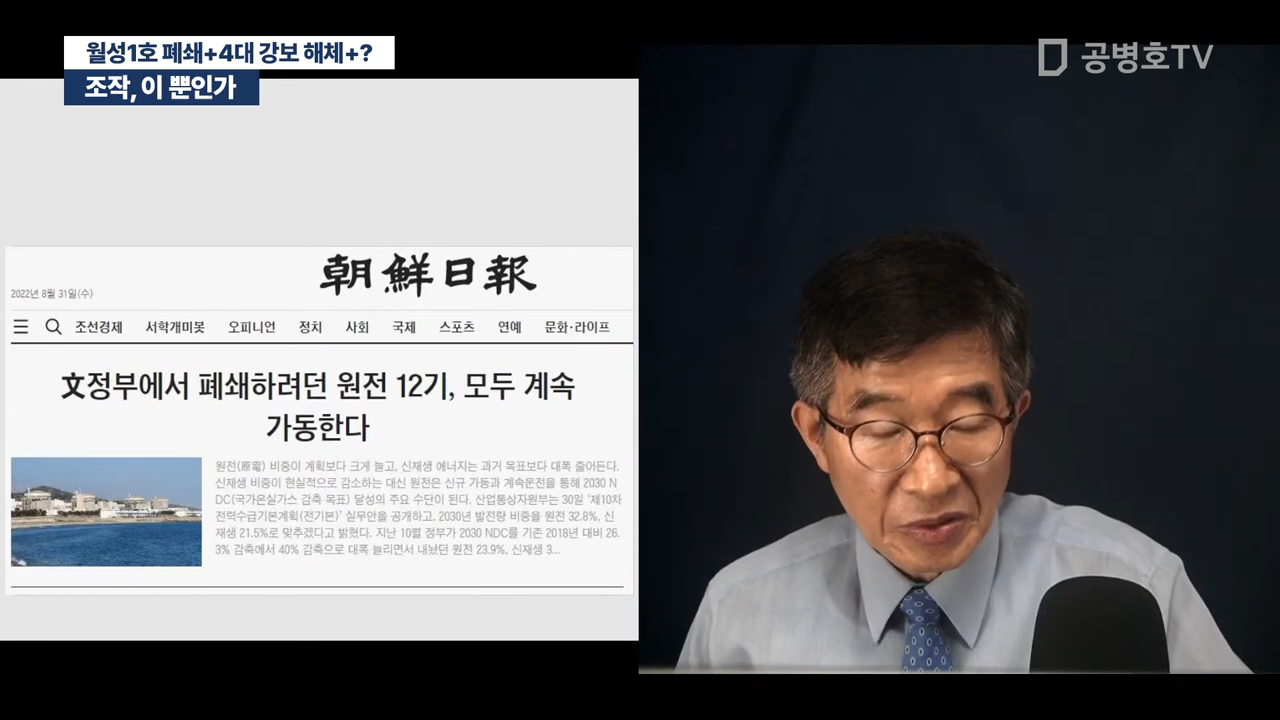 월성1호 폐쇄+4대 강보 해체+?
조작, 이 뿐인가
공병호TV
朝鮮日報
2022년 8월 31일(수)
조선경제 서학개미봇 오피니언 정치 사회 국제 스포츠 연예 문화·라이프
文정부에서 폐쇄하려던 원전 12기, 모두 계속
가동한다
원전(原電) 비중이 계획보다 크게 늘고, 신재생 에너지는 과거 목표보다 대폭 줄어든다.
신재생 비중이 현실적으로 감소하는 대신 원전은 신규 가동과 계속운전을 통해 2030 N
DC(국가온실가스 감축 목표) 달성의 주요 수단이 된다. 산업통상자원부는 30일 '제10차
전력수급기본계획(전기본)' 실무안을 공개하고, 2030년 발전량 비중을 원전 32.8%, 신
재생 21.5%로 맞추겠다고 밝혔다. 지난 10월 정부가 2030 NDC를 기존 2018년 대비 26.
3% 감축에서 40% 감축으로 대폭 늘리면서 내놨던 원전 23.9%, 신재생 3...